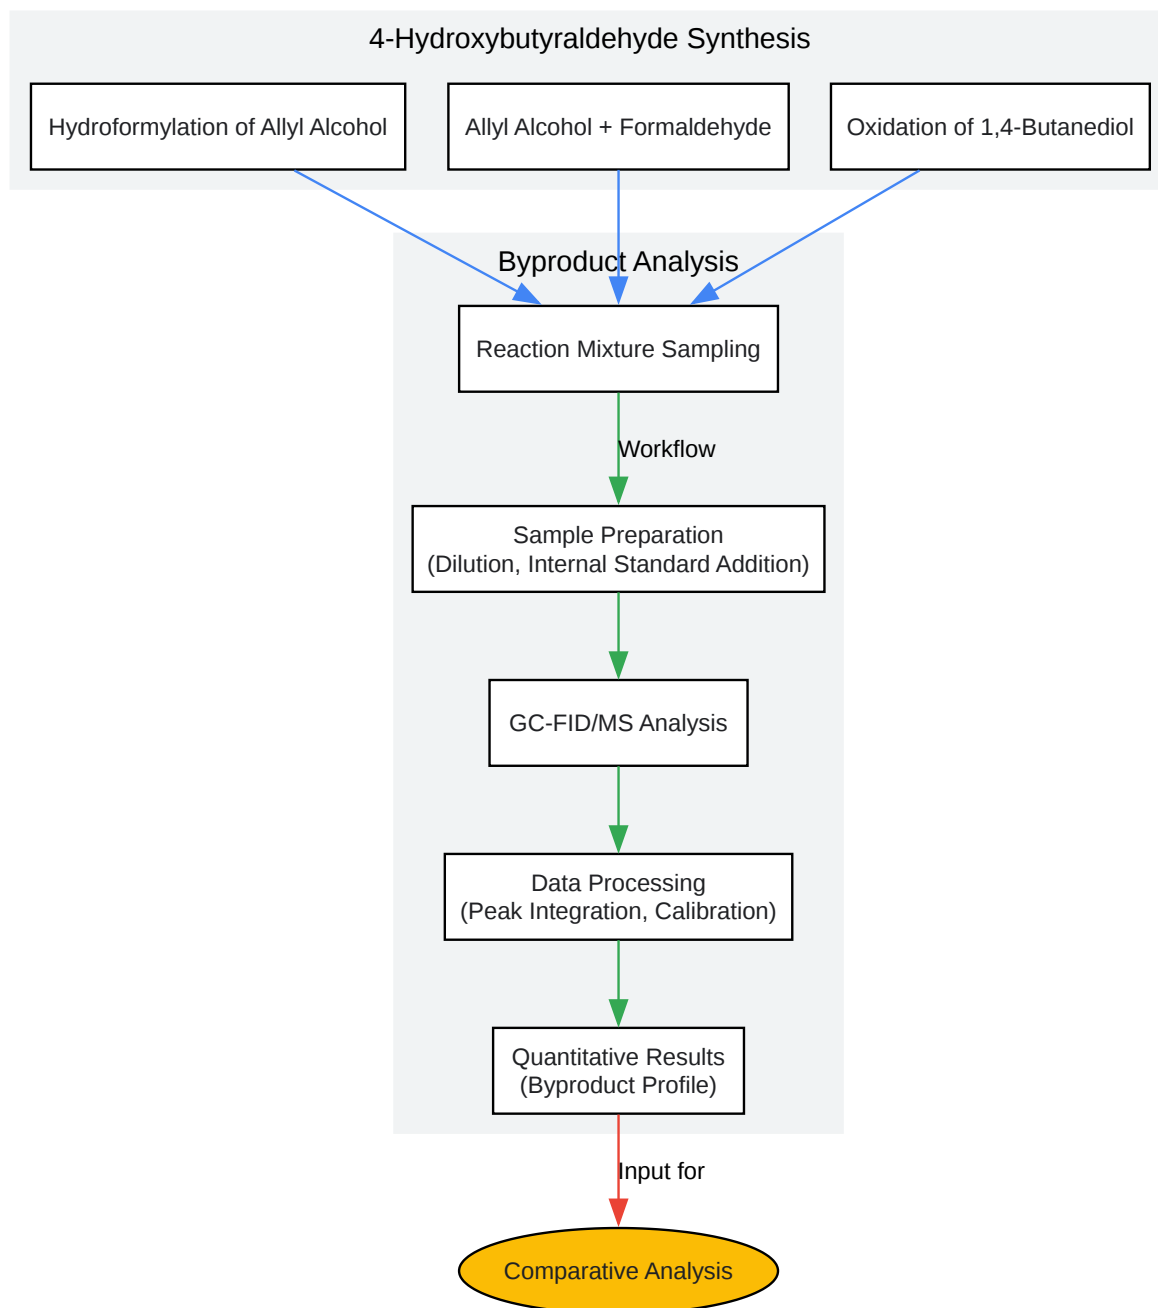 4-Hydroxybutyraldehyde Synthesis
Hydroformylation of Allyl Alcohol
Allyl Alcohol + Formaldehyde
Oxidation of 1,4-Butanediol
Byproduct Analysis
Reaction Mixture Sampling
Workflow
Sample Preparation
(Dilution, Internal Standard Addition)
GC-FID/MS Analysis
Data Processing
(Peak Integration, Calibration)
Quantitative Results
(Byproduct Profile)
Input for
Comparative Analysis